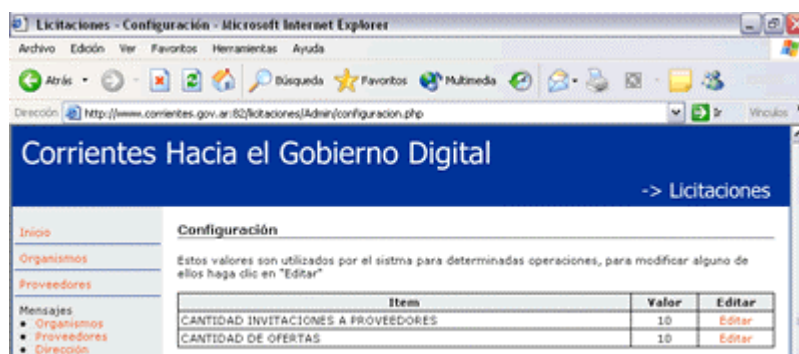 Licitaciones - Configuración - Microsoft Internet Explorer
Archivo Edición Ver Favoritos Herramientas Ayuda
Atrás Búsqueda Favoritos Multimedia
Dirección http://www.corrientes.gov.ar:82/licitaciones/Admin/configuracion.php Ir Vínculos
Corrientes Hacia el Gobierno Digital
-> Licitaciones
Inicio
Organismos
Proveedores
Mensajes
• Organismos
• Proveedores
• Dirección
Configuración
Estos valores son utilizados por el sistma para determinadas operaciones, para modificar alguno de
ellos haga clic en "Editar"
Item Valor Editar
CANTIDAD INVITACIONES A PROVEEDORES 10 Editar
CANTIDAD DE OFERTAS 10 Editar